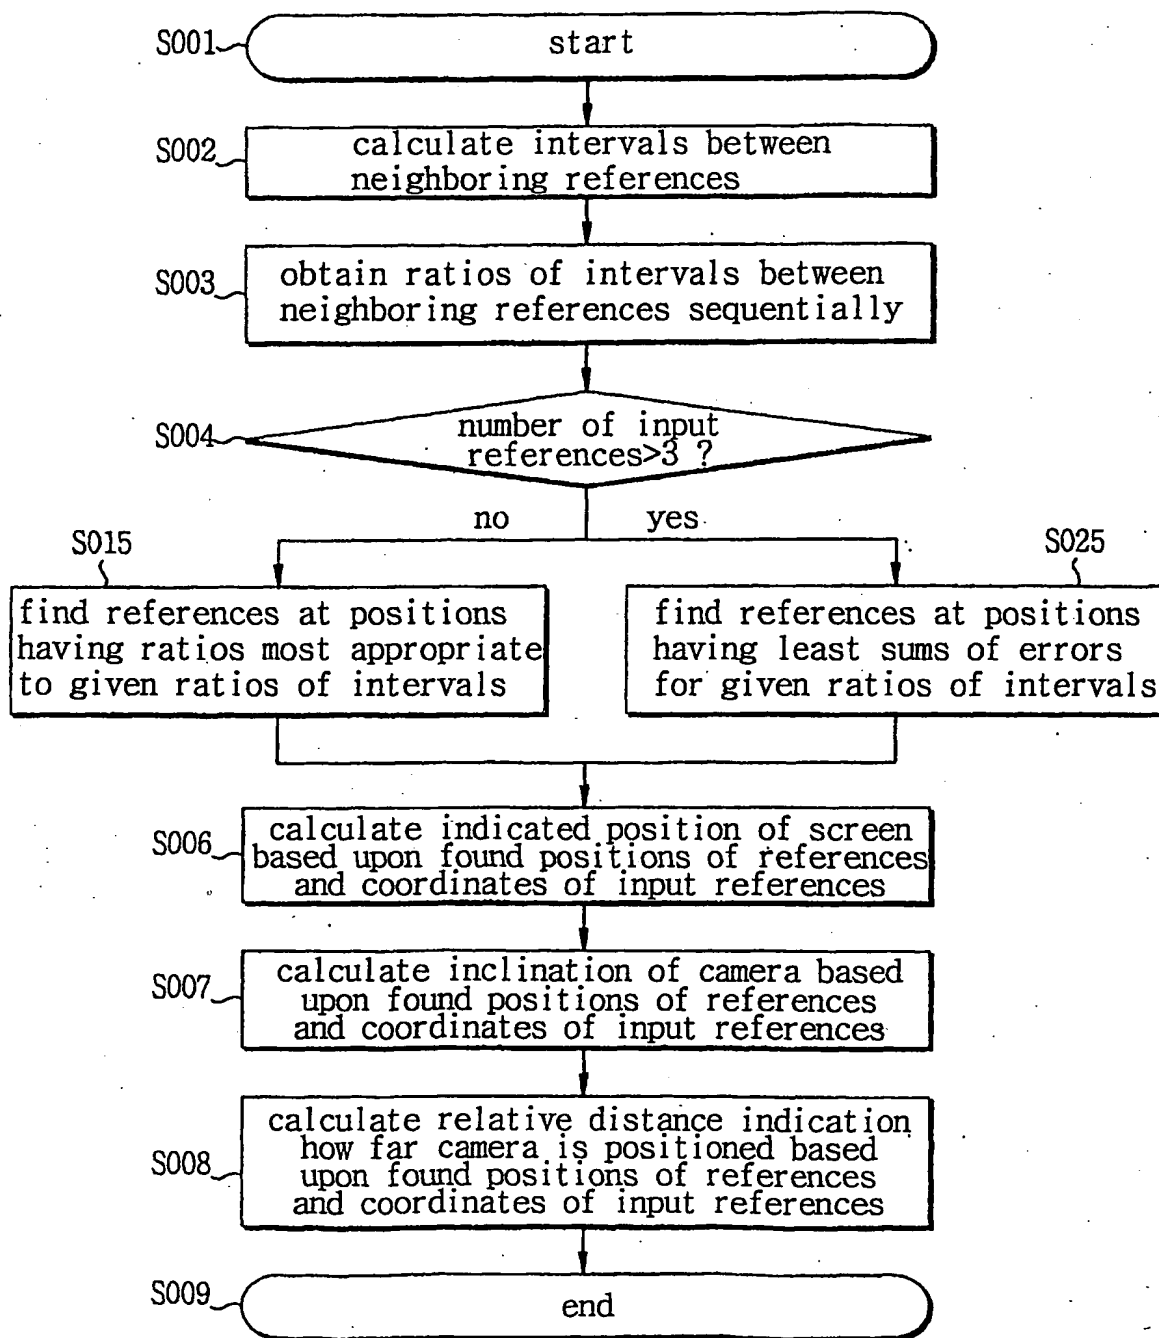 S001
start
S002
calculate intervals between
neighboring references
S003
obtain ratios of intervals between
neighboring references sequentially
S004
number of input
references>3 ?
no
yes
S015
find references at positions
having ratios most appropriate
to given ratios of intervals
S025
find references at positions
having least sums of errors
for given ratios of intervals
S006
calculate indicated position of screen
based upon found positions of references
and coordinates of input references
S007
calculate inclination of camera based
upon found positions of references
and coordinates of input references
S008
calculate relative distance indication
how far camera is positioned based
upon found positions of references
and coordinates of input references
S009
end